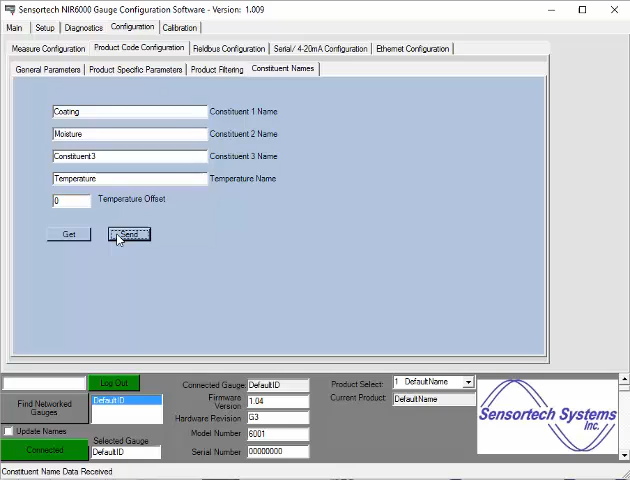 Sensortech NIR6000 Gauge Configuration Software - Version: 1.009
Main Setup Diagnostics Configuration Calibration
Measure Configuration Product Code Configuration Fieldbus Configuration Serial/ 4-20mA Configuration Ethernet Configuration
General Parameters Product Specific Parameters Product Filtering Constituent Names
Coating Constituent 1 Name
Moisture Constituent 2 Name
Constituent3 Constituent 3 Name
Temperature Temperature Name
0 Temperature Offset
Get Send
Log Out
Find Networked
Gauges
Update Names
Connected
DefaultID
Selected Gauge
DefaultID
Connected Gauge: DefaultID
Firmware
Version 1.04
Hardware Revision G3
Model Number 6001
Serial Number 00000000
Product Select: 1 DefaultName
Current Product: DefaultName
Sensortech Systems
Inc.
Constituent Name Data Received